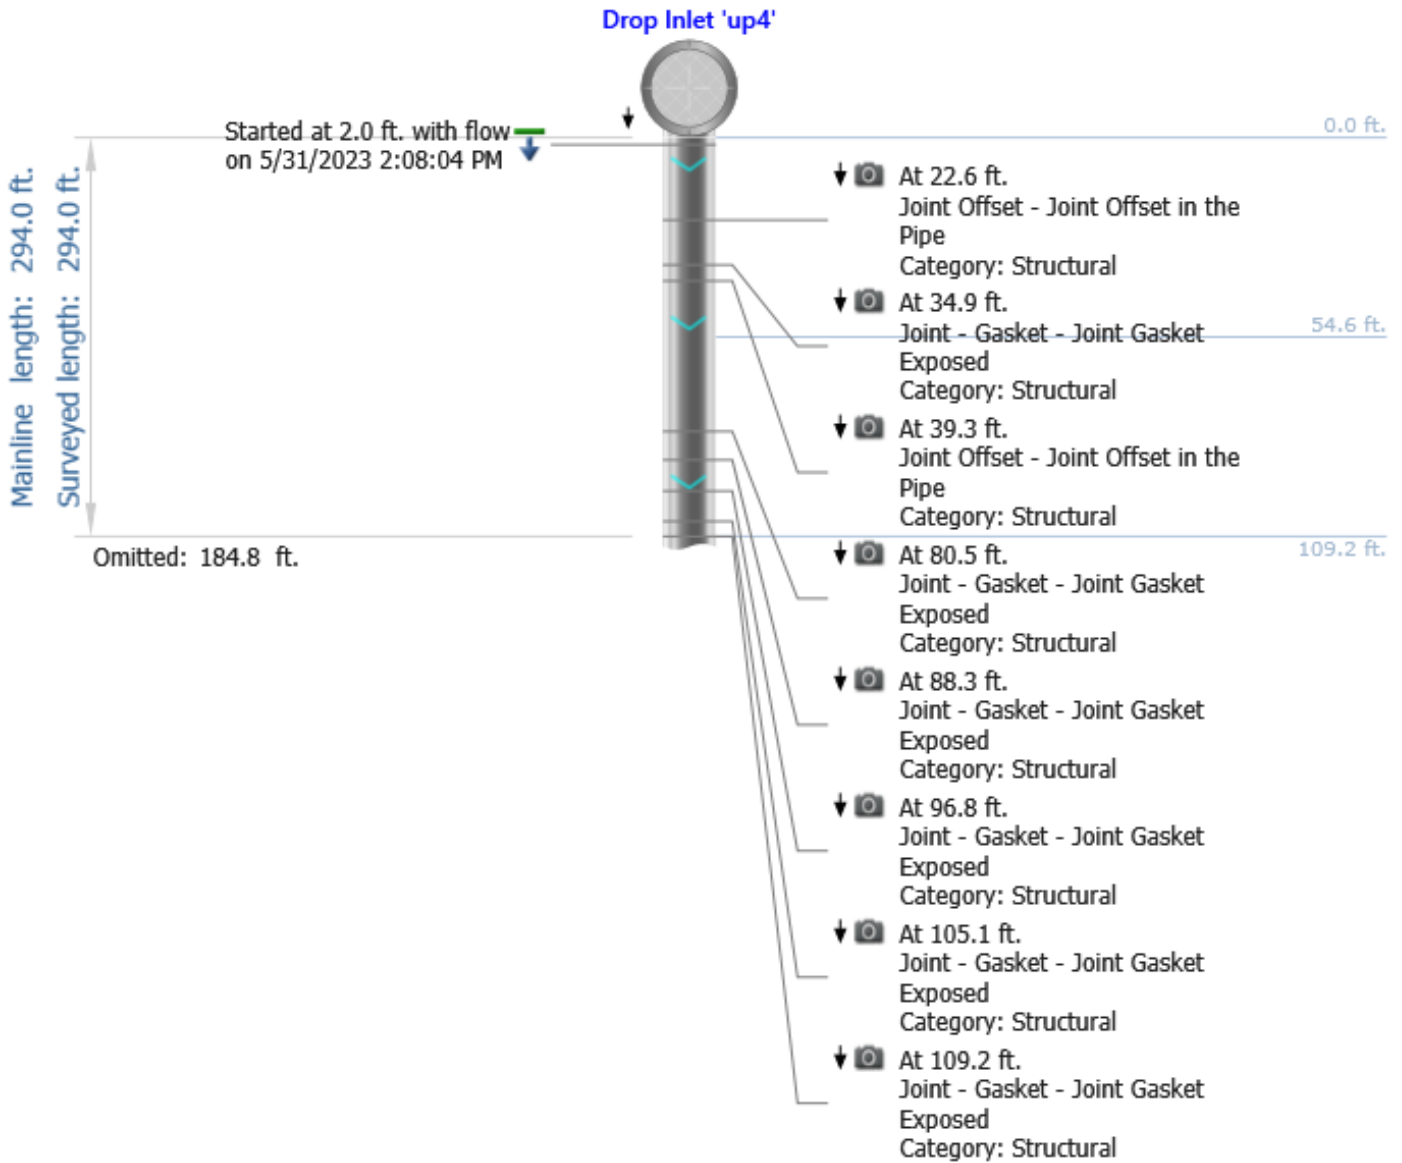 Drop Inlet 'up4'
Started at 2.0 ft. with flow
on 5/31/2023 2:08:04 PM
Mainline length: 294.0 ft.
Surveyed length: 294.0 ft.
0.0 ft.
At 22.6 ft.
Joint Offset - Joint Offset in the
Pipe
Category: Structural
At 34.9 ft.
54.6 ft.
Joint - Gasket - Joint Gasket
Exposed
Category: Structural
At 39.3 ft.
Joint Offset - Joint Offset in the
Pipe
Category: Structural
109.2 ft.
Omitted: 184.8 ft.
At 80.5 ft.
Joint - Gasket - Joint Gasket
Exposed
Category: Structural
At 88.3 ft.
Joint - Gasket - Joint Gasket
Exposed
Category: Structural
At 96.8 ft.
Joint - Gasket - Joint Gasket
Exposed
Category: Structural
At 105.1 ft.
Joint - Gasket - Joint Gasket
Exposed
Category: Structural
At 109.2 ft.
Joint - Gasket - Joint Gasket
Exposed
Category: Structural